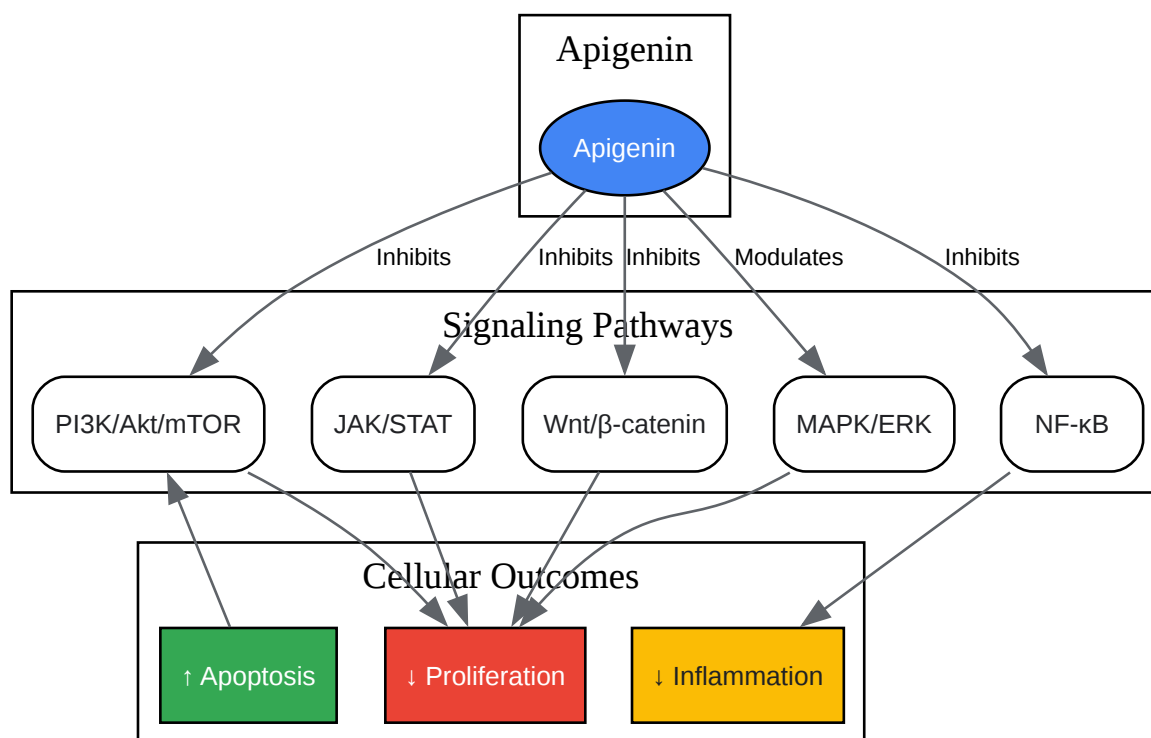 Apigenin
Apigenin
Inhibits
Inhibits
Inhibits
Modulates
Inhibits
Signaling Pathways
PI3K/Akt/mTOR
JAK/STAT
Wnt/β-catenin
MAPK/ERK
NF-κB
Cellular Outcomes
↑ Apoptosis
↓ Proliferation
↓ Inflammation